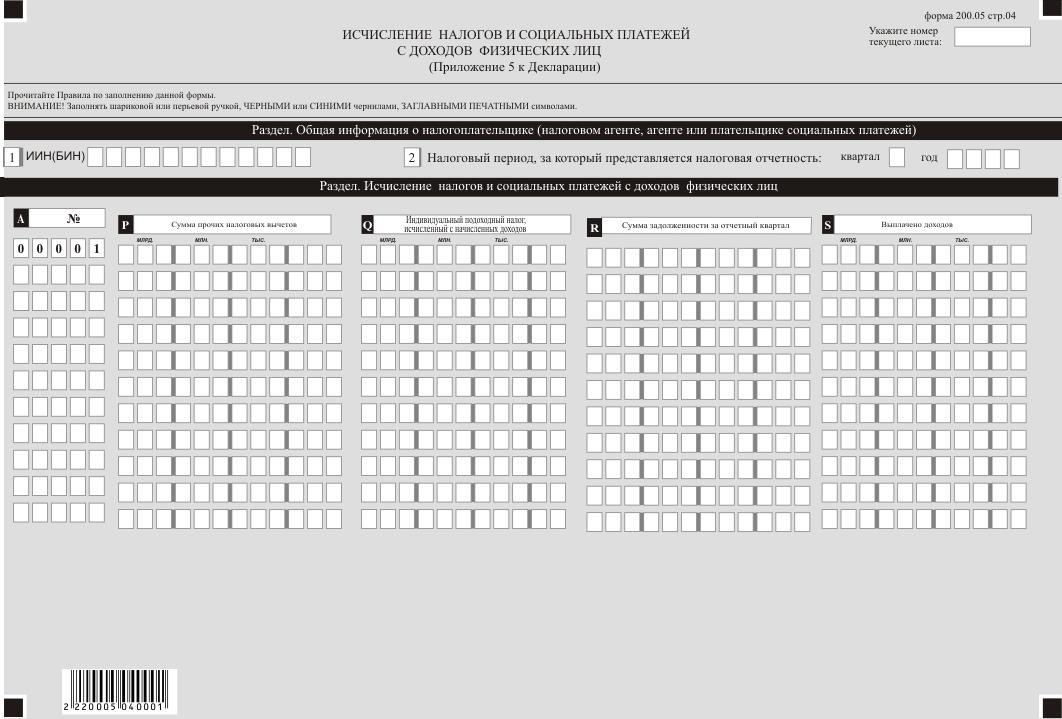 форма 200.05 стр.04
ИСЧИСЛЕНИЕ НАЛОГОВ И СОЦИАЛЬНЫХ ПЛАТЕЖЕЙ
С ДОХОДОВ ФИЗИЧЕСКИХ ЛИЦ
(Приложение 5 к Декларации)
Укажите номер
текущего листа:
Прочитайте Правила по заполнению данной формы.
ВНИМАНИЕ! Заполнять шариковой или перьевой ручкой, ЧЕРНЫМИ или СИНИМИ чернилами, ЗАГЛАВНЫМИ ПЕЧАТНЫМИ символами.
Раздел. Общая информация о налогоплательщике (налоговом агенте, агенте или плательщике социальных платежей)
1 ИИН(БИН)
2 Налоговый период, за который представляется налоговая отчетность: квартал год
Раздел. Исчисление налогов и социальных платежей с доходов физических лиц
A №
P Сумма прочих налоговых вычетов
Q Индивидуальный подоходный налог,
исчисленный с начисленных доходов
R Сумма задолженности за отчетный квартал
S Выплачено доходов
МЛРД. МЛН. ТЫС. МЛРД. МЛН. ТЫС. МЛРД. МЛН. ТЫС.
0 0 0 0 1
2 220005 040001